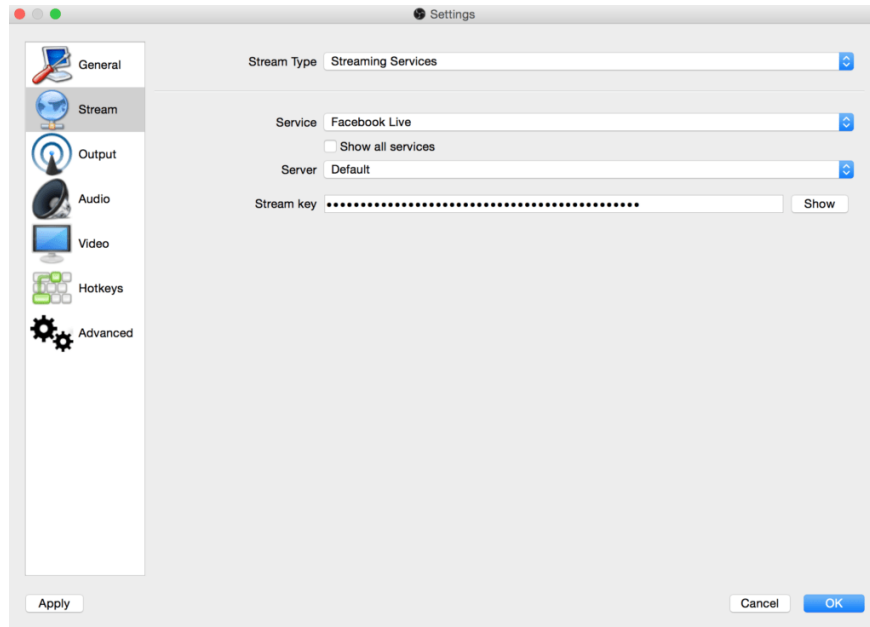 Settings
General
Stream
Output
Audio
Video
Hotkeys
Advanced
Stream Type Streaming Services
Service Facebook Live
Show all services
Server Default
Stream key •••••••••••••••••••••••••••••••••••••••••••••• Show
Apply Cancel OK